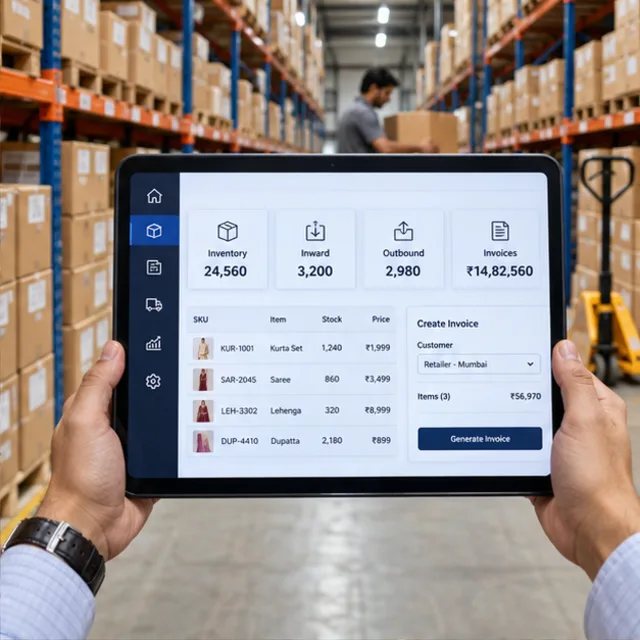 Inventory
24,560
Inward
3,200
Outbound
2,980
Invoices
₹14,82,560
SKU Item Stock Price
KUR-1001 Kurta Set 1,240 ₹1,999
SAR-2045 Saree 860 ₹3,499
LEH-3302 Lehenga 320 ₹8,999
DUP-4410 Dupatta 2,180 ₹899
Create Invoice
Customer
Retailer - Mumbai
Items (3) ₹56,970
Generate Invoice